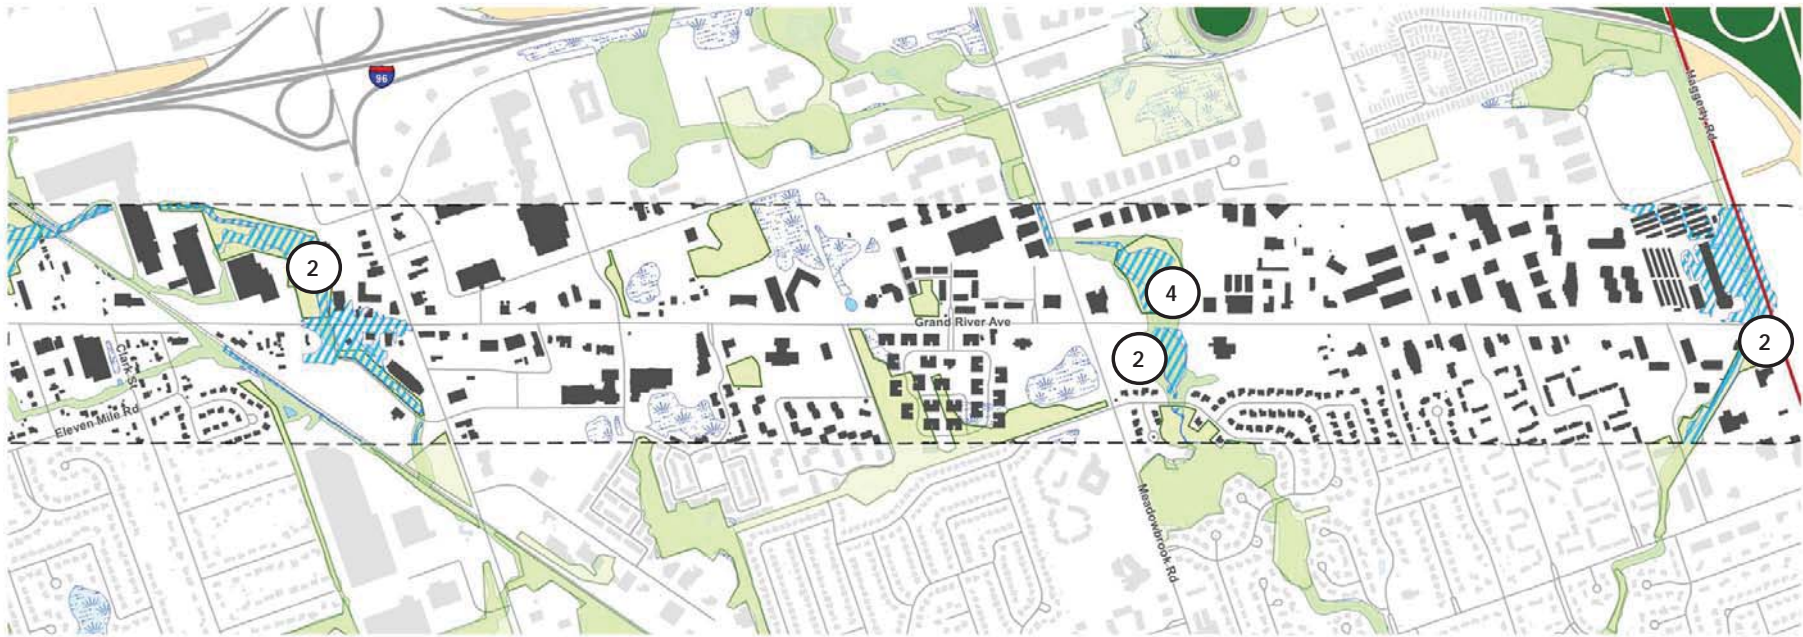 96
Haggerty Rd
2
4
Grand River Ave
2
2
Clark St
Eleven Mile Rd
Meadowbrook Rd